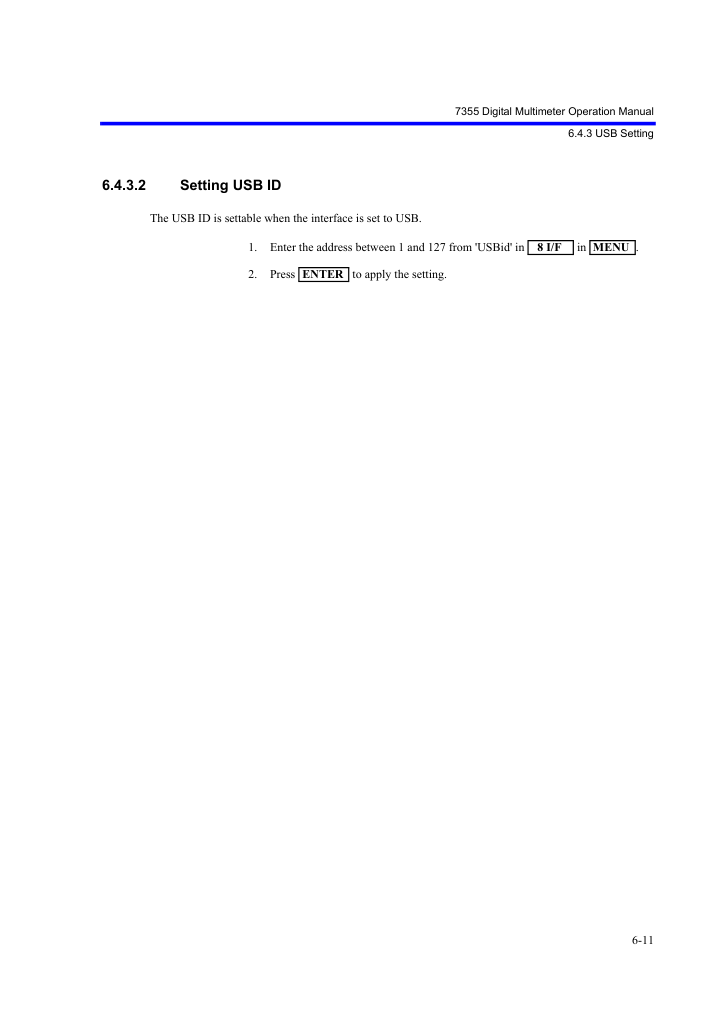 7355 Digital Multimeter Operation Manual
6.4.3 USB Setting
6.4.3.2 Setting USB ID
The USB ID is settable when the interface is set to USB.
1. Enter the address between 1 and 127 from 'USBid' in 8 I/F in MENU .
2. Press ENTER to apply the setting.
6-11